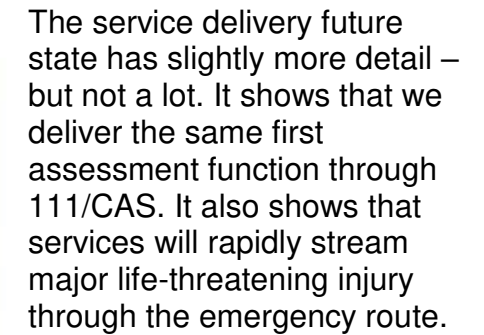 The service delivery future
state has slightly more detail –
but not a lot. It shows that we
deliver the same first
assessment function through
111/CAS. It also shows that
services will rapidly stream
major life-threatening injury
through the emergency route.